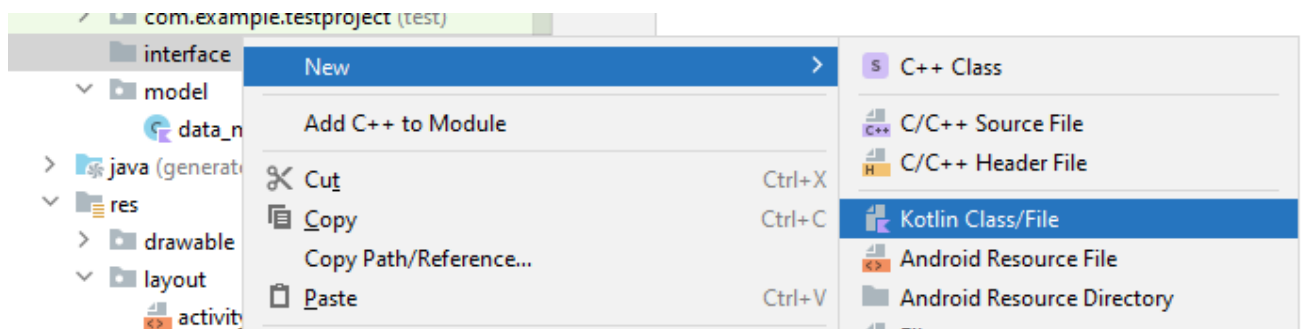 com.example.testproject (test)
interface
model
data_n
java (generate
res
drawable
layout
activity
New
Add C++ to Module
Cut Ctrl+X
Copy Ctrl+C
Copy Path/Reference...
Paste Ctrl+V
S C++ Class
C++ C/C++ Source File
H C/C++ Header File
Kotlin Class/File
Android Resource File
Android Resource Directory